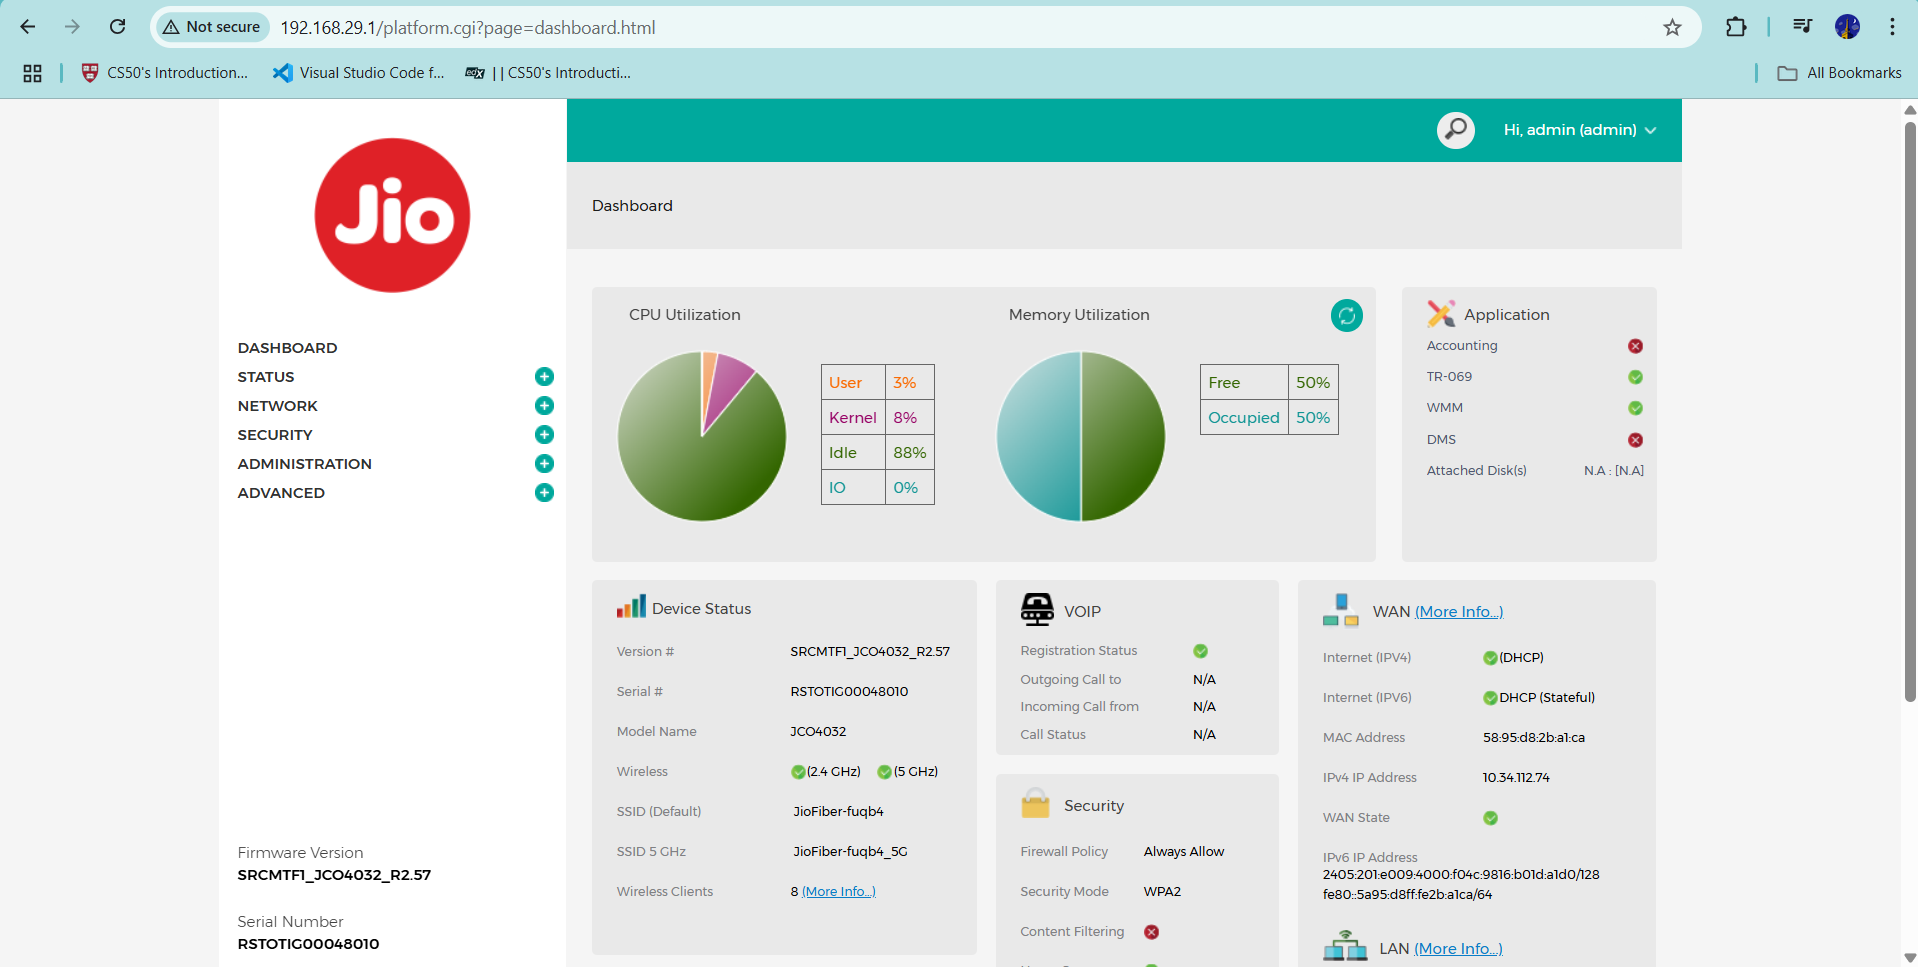 Not secure 192.168.29.1/platform.cgi?page=dashboard.html
CS50's Introduction... Visual Studio Code f... edX | | CS50's Introducti... All Bookmarks
Jio
Hi, admin (admin)
Dashboard
DASHBOARD
STATUS
NETWORK
SECURITY
ADMINISTRATION
ADVANCED
Firmware Version
SRCMTF1_JCO4032_R2.57
Serial Number
RSTOTIG00048010
CPU Utilization
User 3%
Kernel 8%
Idle 88%
IO 0%
Memory Utilization
Free 50%
Occupied 50%
Application
Accounting
TR-069
WMM
DMS
Attached Disk(s) N.A : [N.A]
Device Status
Version # SRCMTF1_JCO4032_R2.57
Serial # RSTOTIG00048010
Model Name JCO4032
Wireless (2.4 GHz) (5 GHz)
SSID (Default) JioFiber-fuqb4
SSID 5 GHz JioFiber-fuqb4_5G
Wireless Clients 8 (More Info...)
VOIP
Registration Status
Outgoing Call to N/A
Incoming Call from N/A
Call Status N/A
Security
Firewall Policy Always Allow
Security Mode WPA2
Content Filtering
WAN (More Info...)
Internet (IPV4) (DHCP)
Internet (IPV6) DHCP (Stateful)
MAC Address 58:95:d8:2b:a1:ca
IPv4 IP Address 10.34.112.74
WAN State
IPv6 IP Address
2405:201:e009:4000:f04c:9816:b01d:a1d0/128
fe80::5a95:d8ff:fe2b:a1ca/64
LAN (More Info...)